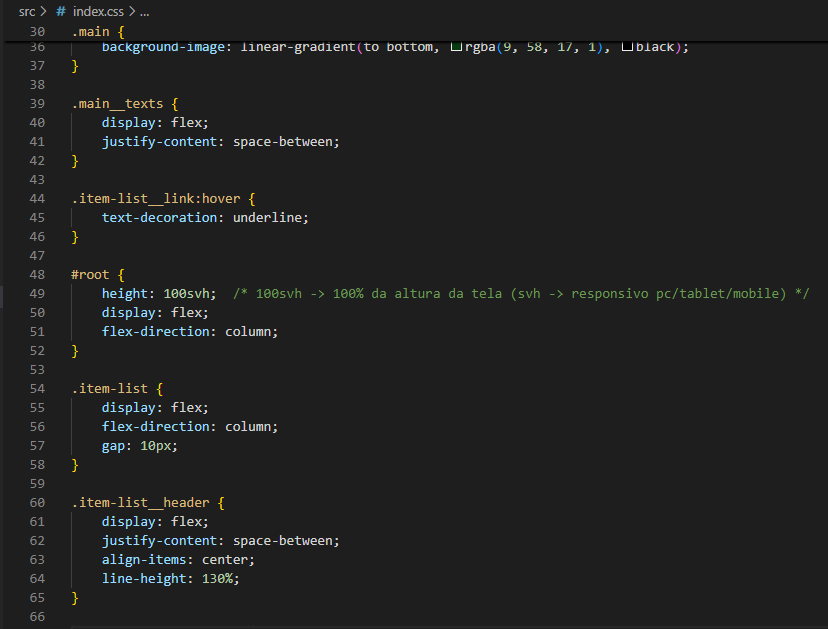 src > # index.css > ...
30 .main {
36 background-image: linear-gradient(to bottom, rgba(9, 58, 17, 1), black);
37 }
38
39 .main__texts {
40 display: flex;
41 justify-content: space-between;
42 }
43
44 .item-list__link:hover {
45 text-decoration: underline;
46 }
47
48 #root {
49 height: 100svh; /* 100svh -> 100% da altura da tela (svh -> responsivo pc/tablet/mobile) */
50 display: flex;
51 flex-direction: column;
52 }
53
54 .item-list {
55 display: flex;
56 flex-direction: column;
57 gap: 10px;
58 }
59
60 .item-list__header {
61 display: flex;
62 justify-content: space-between;
63 align-items: center;
64 line-height: 130%;
65 }
66